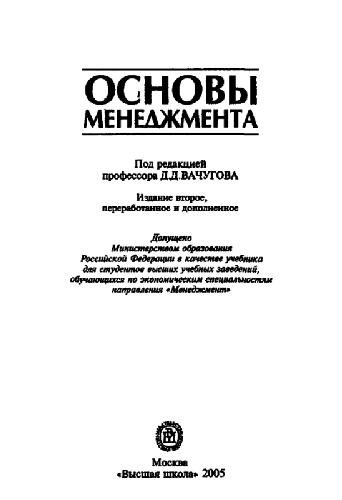 ОСНОВЫ
МЕНЕДЖМЕНТА
Под редакцией
профессора Д.Д.ВАЧУГОВА
Издание второе,
переработанное и дополненное
Допущено
Министерством образования
Российской Федерации в качестве учебника
для студентов высших учебных заведений,
обучающихся по экономическим специальностям
направления «Менеджмент»
Москва
«Высшая школа» 2005